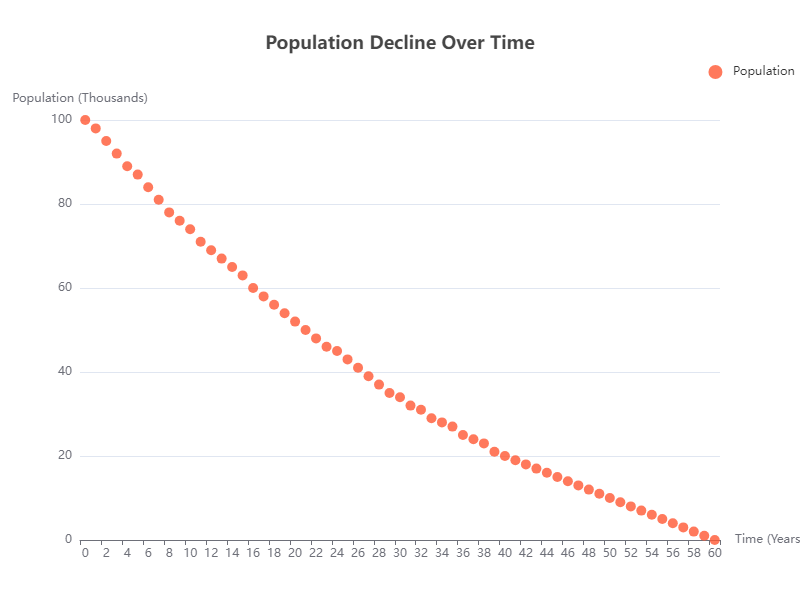 Population Decline Over Time
Population
Population (Thousands)
100
80
60
40
20
0
0 2 4 6 8 10 12 14 16 18 20 22 24 26 28 30 32 34 36 38 40 42 44 46 48 50 52 54 56 58 60
Time (Years